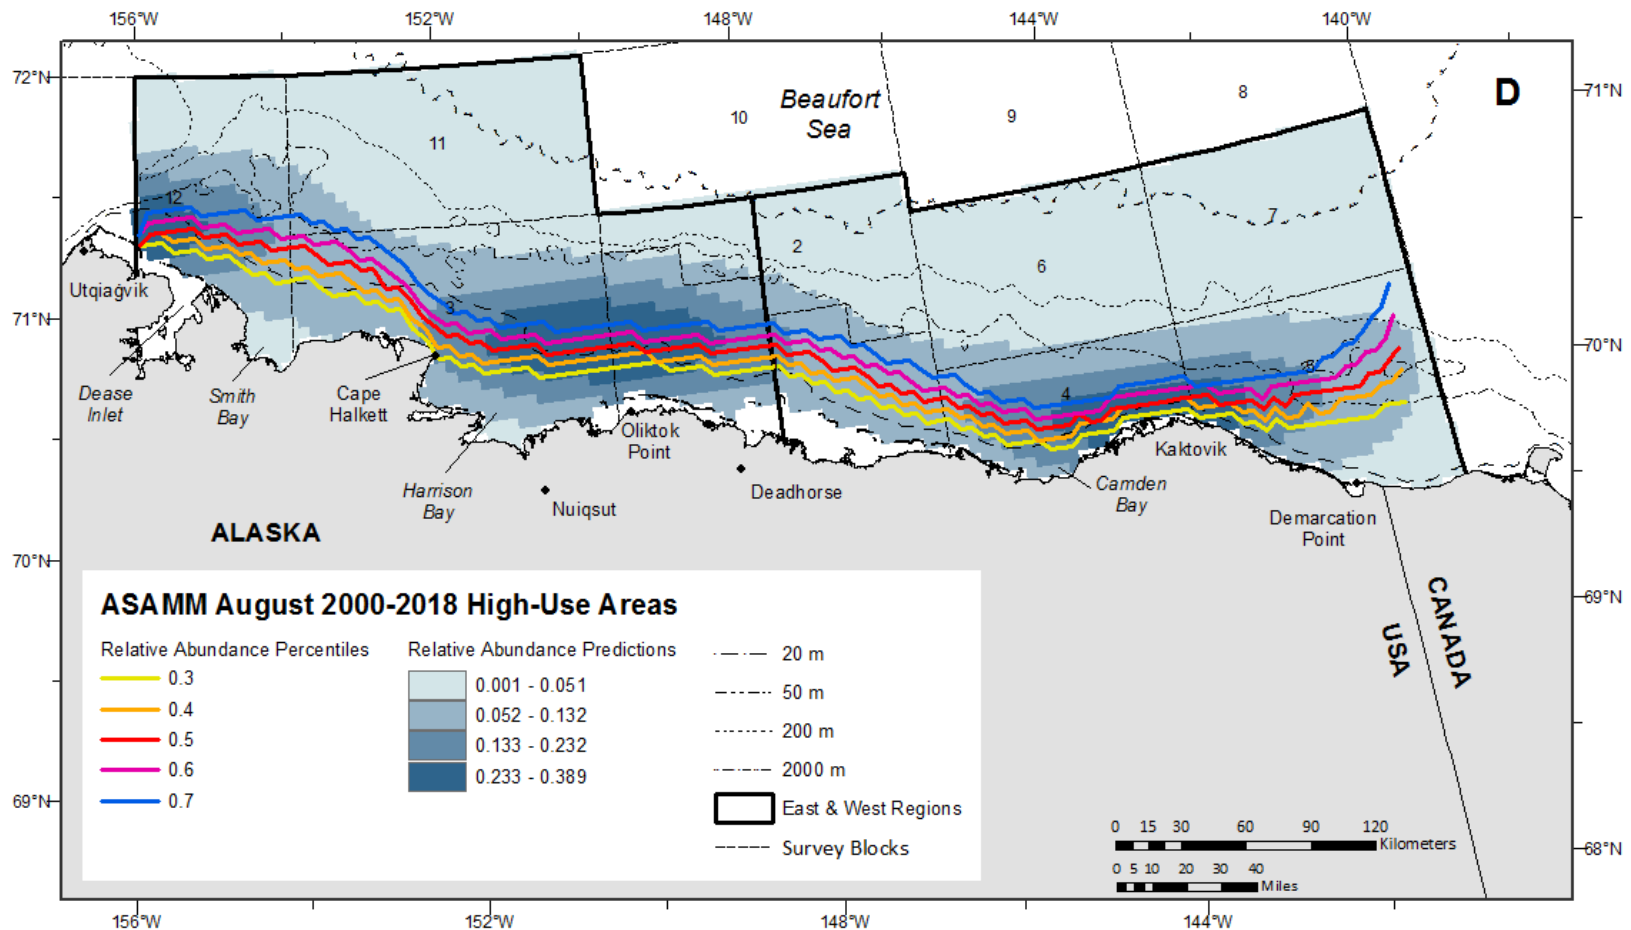 156°W
152°W
148°W
144°W
140°W
72°N
71°N
D
Beaufort
Sea
8
10
9
11
12
7
2
1
6
Utqiaġvik
71°N
3
70°N
5
4
Dease
Inlet
Smith
Bay
Cape
Halkett
Oliktok
Point
Kaktovik
Harrison
Bay
Nuiqsut
Deadhorse
Camden
Bay
Demarcation
Point
ALASKA
70°N
69°N
CANADA
USA
ASAMM August 2000-2018 High-Use Areas
Relative Abundance Percentiles
0.3
0.4
0.5
0.6
0.7
Relative Abundance Predictions
0.001 - 0.051
0.052 - 0.132
0.133 - 0.232
0.233 - 0.389
20 m
50 m
200 m
2000 m
East & West Regions
Survey Blocks
69°N
68°N
0 15 30 60 90 120
Kilometers
0 5 10 20 30 40
Miles
156°W
152°W
148°W
144°W